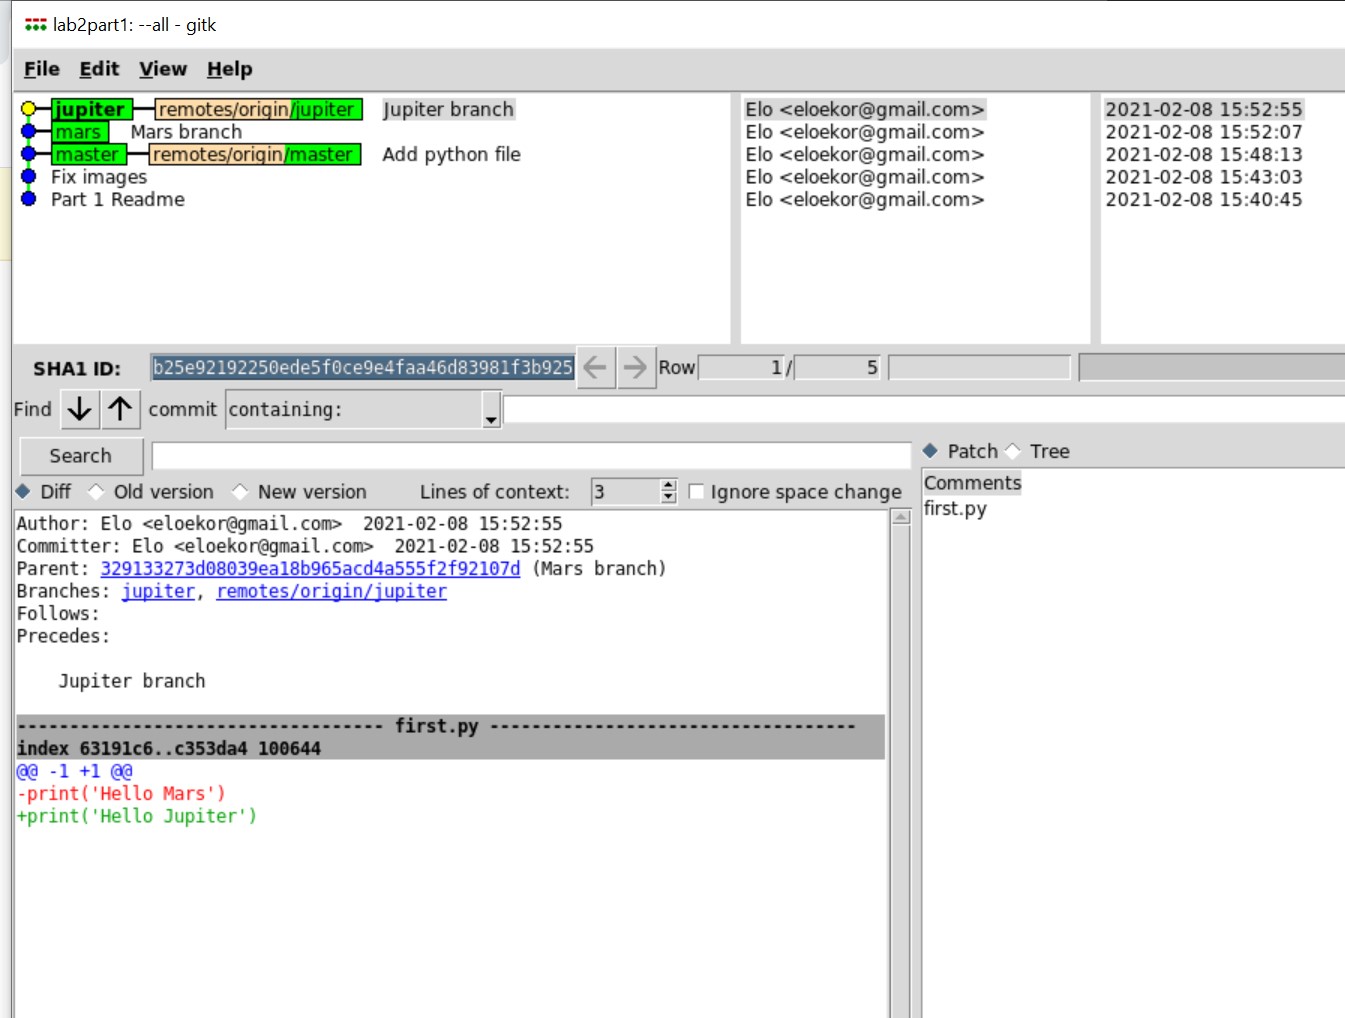 lab2part1: --all - gitk
File Edit View Help
jupiter remotes/origin/jupiter Jupiter branch Elo <eloekor@gmail.com> 2021-02-08 15:52:55
mars Mars branch Elo <eloekor@gmail.com> 2021-02-08 15:52:07
master remotes/origin/master Add python file Elo <eloekor@gmail.com> 2021-02-08 15:48:13
Fix images Elo <eloekor@gmail.com> 2021-02-08 15:43:03
Part 1 Readme Elo <eloekor@gmail.com> 2021-02-08 15:40:45
SHA1 ID: b25e92192250ede5f0ce9e4faa46d83981f3b925 Row 1 / 5
Find commit containing:
Search
Patch Tree
Diff Old version New version Lines of context: 3 Ignore space change
Comments
first.py
Author: Elo <eloekor@gmail.com> 2021-02-08 15:52:55
Committer: Elo <eloekor@gmail.com> 2021-02-08 15:52:55
Parent: 329133273d08039ea18b965acd4a555f2f92107d (Mars branch)
Branches: jupiter, remotes/origin/jupiter
Follows:
Precedes:
Jupiter branch
----------------------------------- first.py -----------------------------------
index 63191c6..c353da4 100644
@@ -1 +1 @@
-print('Hello Mars')
+print('Hello Jupiter')